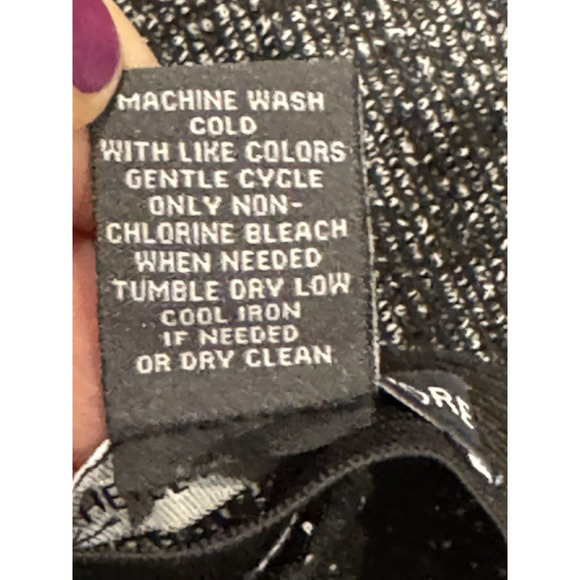 MACHINE WASH
COLD
WITH LIKE COLORS
GENTLE CYCLE
ONLY NON-
CHLORINE BLEACH
WHEN NEEDED
TUMBLE DRY LOW
COOL IRON
IF NEEDED
OR DRY CLEAN